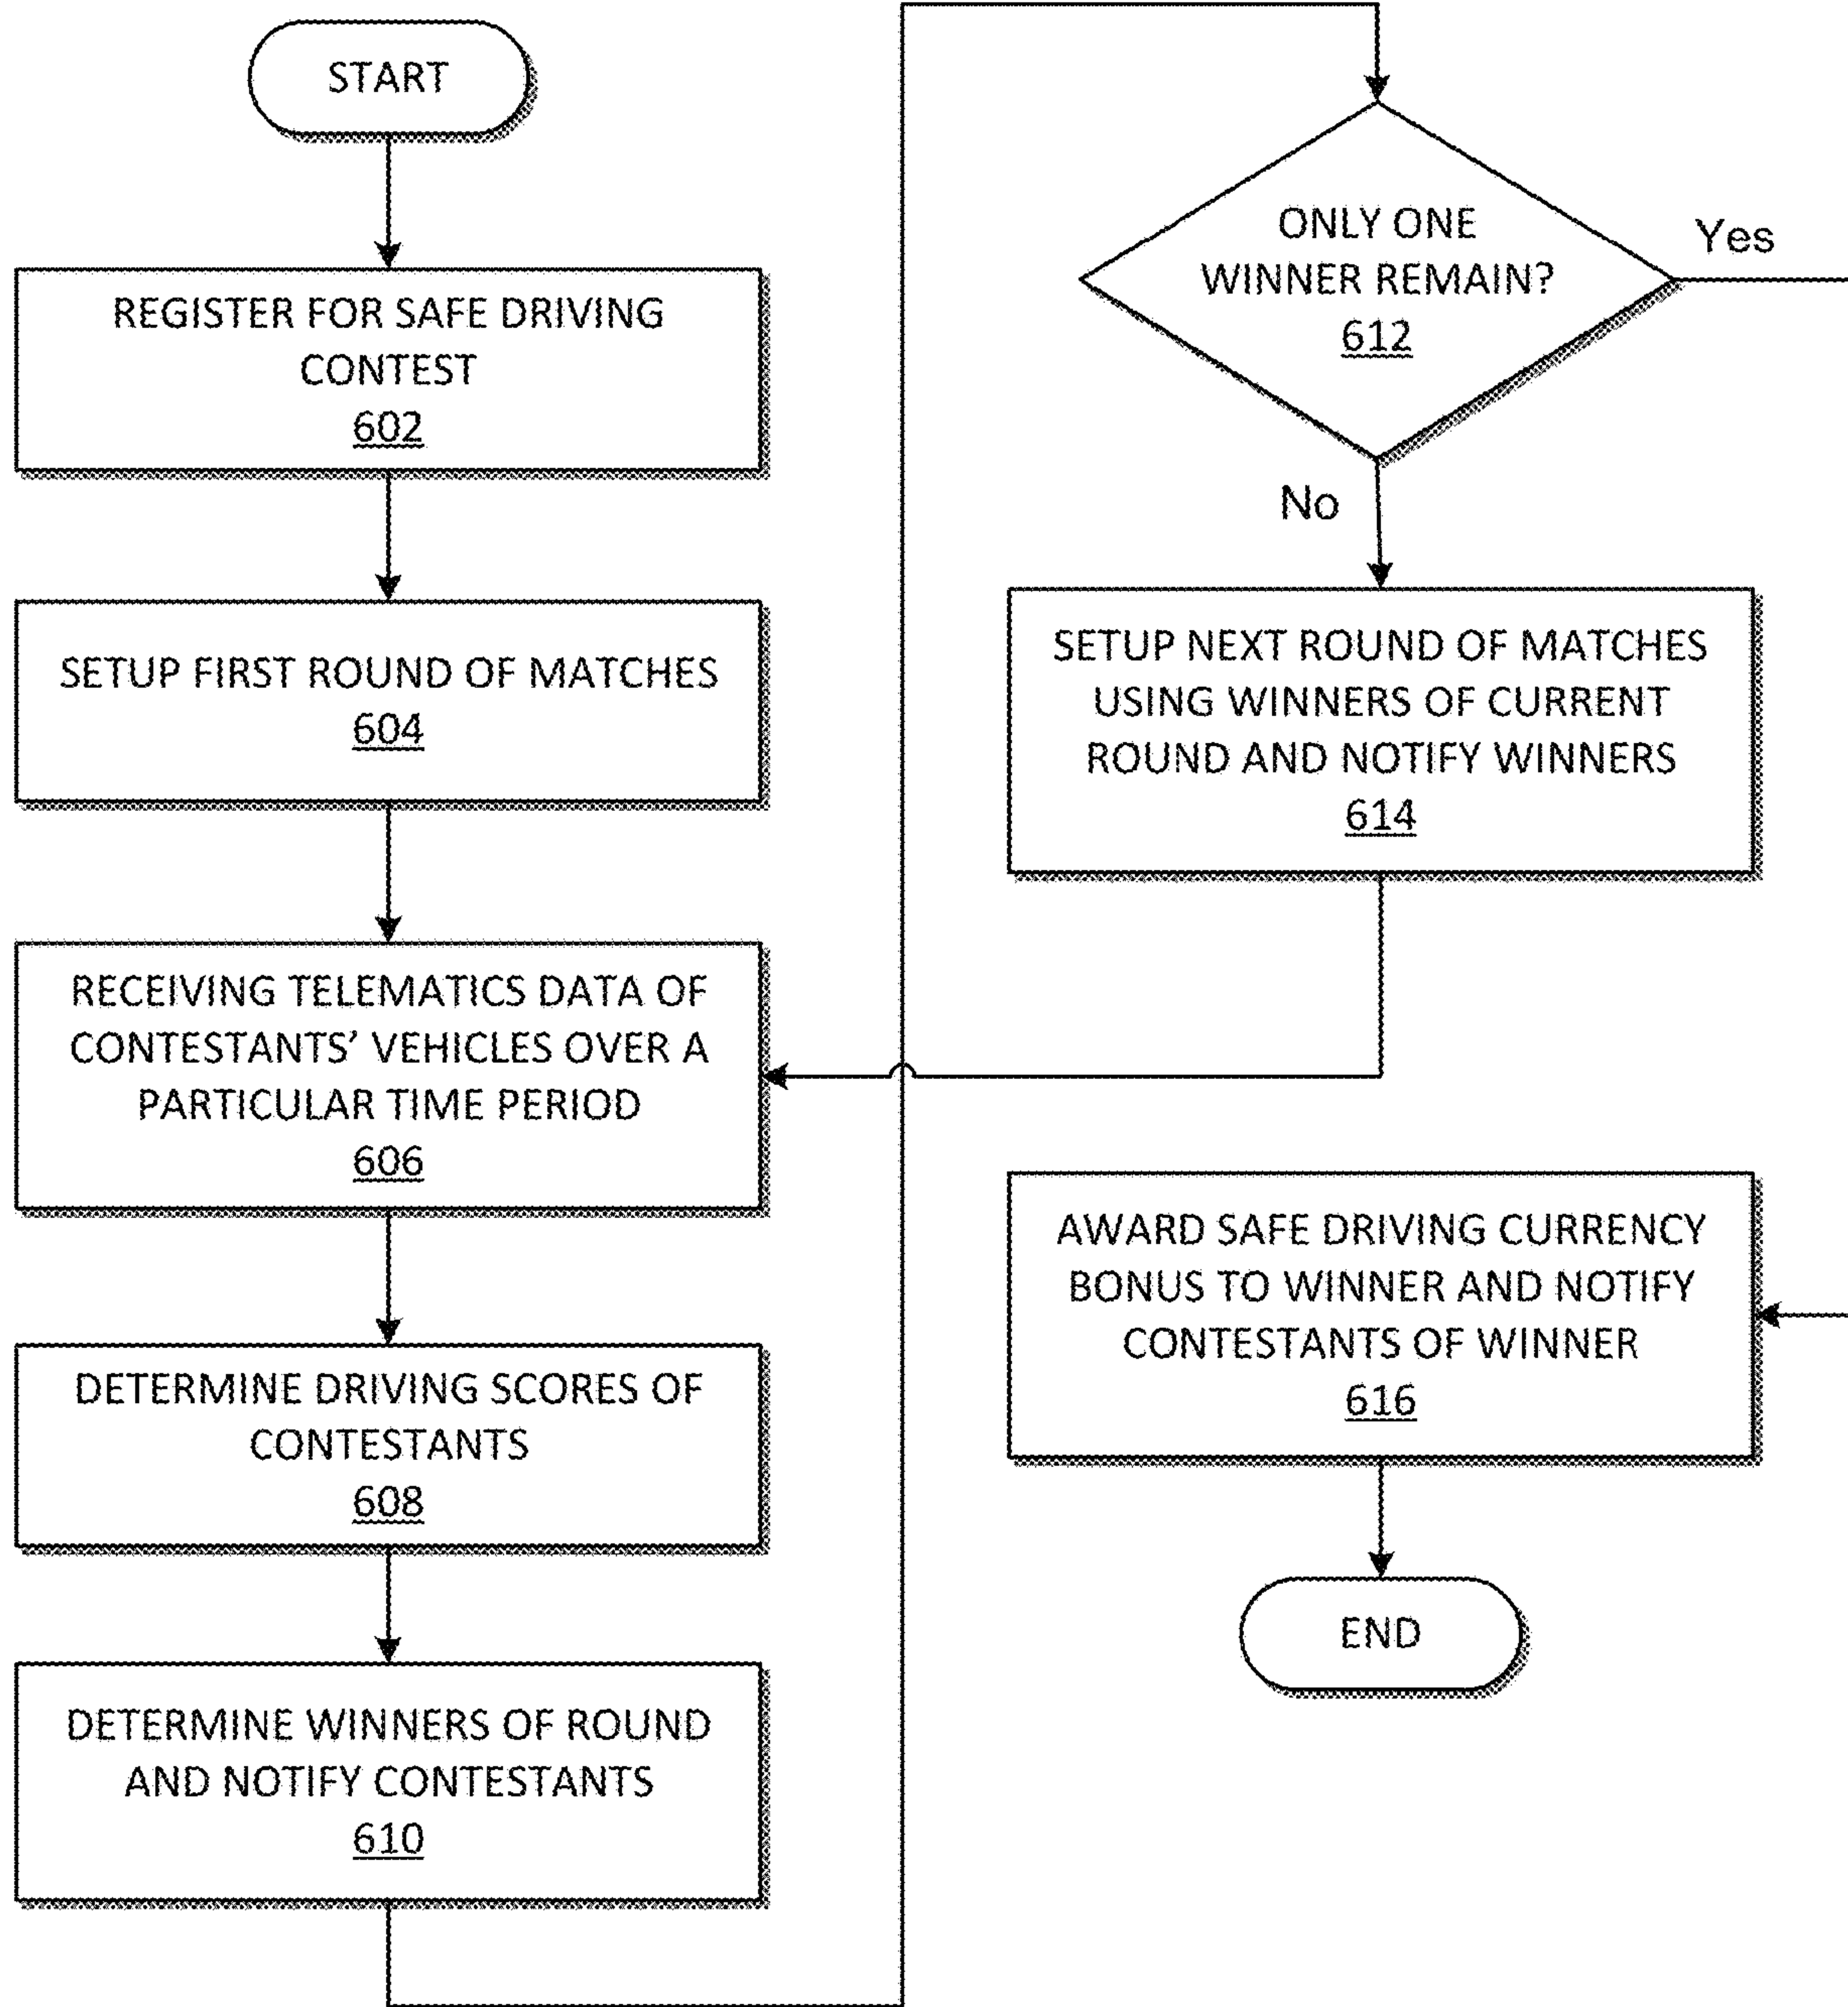 START
REGISTER FOR SAFE DRIVING
CONTEST
602
SETUP FIRST ROUND OF MATCHES
604
RECEIVING TELEMATICS DATA OF
CONTESTANTS’ VEHICLES OVER A
PARTICULAR TIME PERIOD
606
DETERMINE DRIVING SCORES OF
CONTESTANTS
608
DETERMINE WINNERS OF ROUND
AND NOTIFY CONTESTANTS
610
ONLY ONE
WINNER REMAIN?
612
Yes
No
SETUP NEXT ROUND OF MATCHES
USING WINNERS OF CURRENT
ROUND AND NOTIFY WINNERS
614
AWARD SAFE DRIVING CURRENCY
BONUS TO WINNER AND NOTIFY
CONTESTANTS OF WINNER
616
END